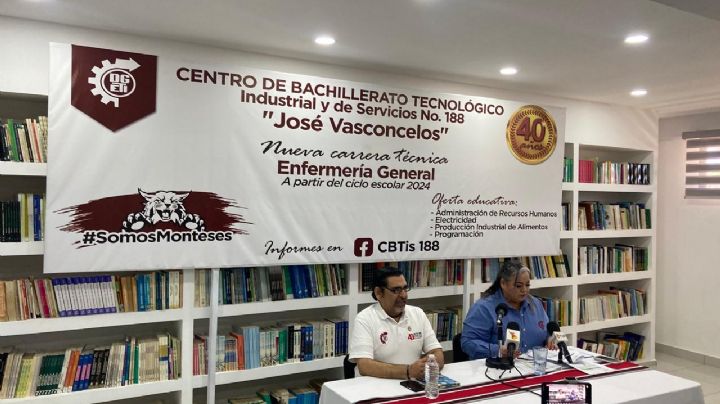 DGETI
CENTRO DE BACHILLERATO TECNOLÓGICO
Industrial y de Servicios No. 188
"José Vasconcelos"
40
años
Nueva carrera técnica
Enfermería General
A partir del ciclo escolar 2024
Oferta educativa:
- Administración de Recursos Humanos
- Electricidad
- Producción Industrial de Alimentos
- Programación
#SomosMonteses
Informes en f CBTis 188